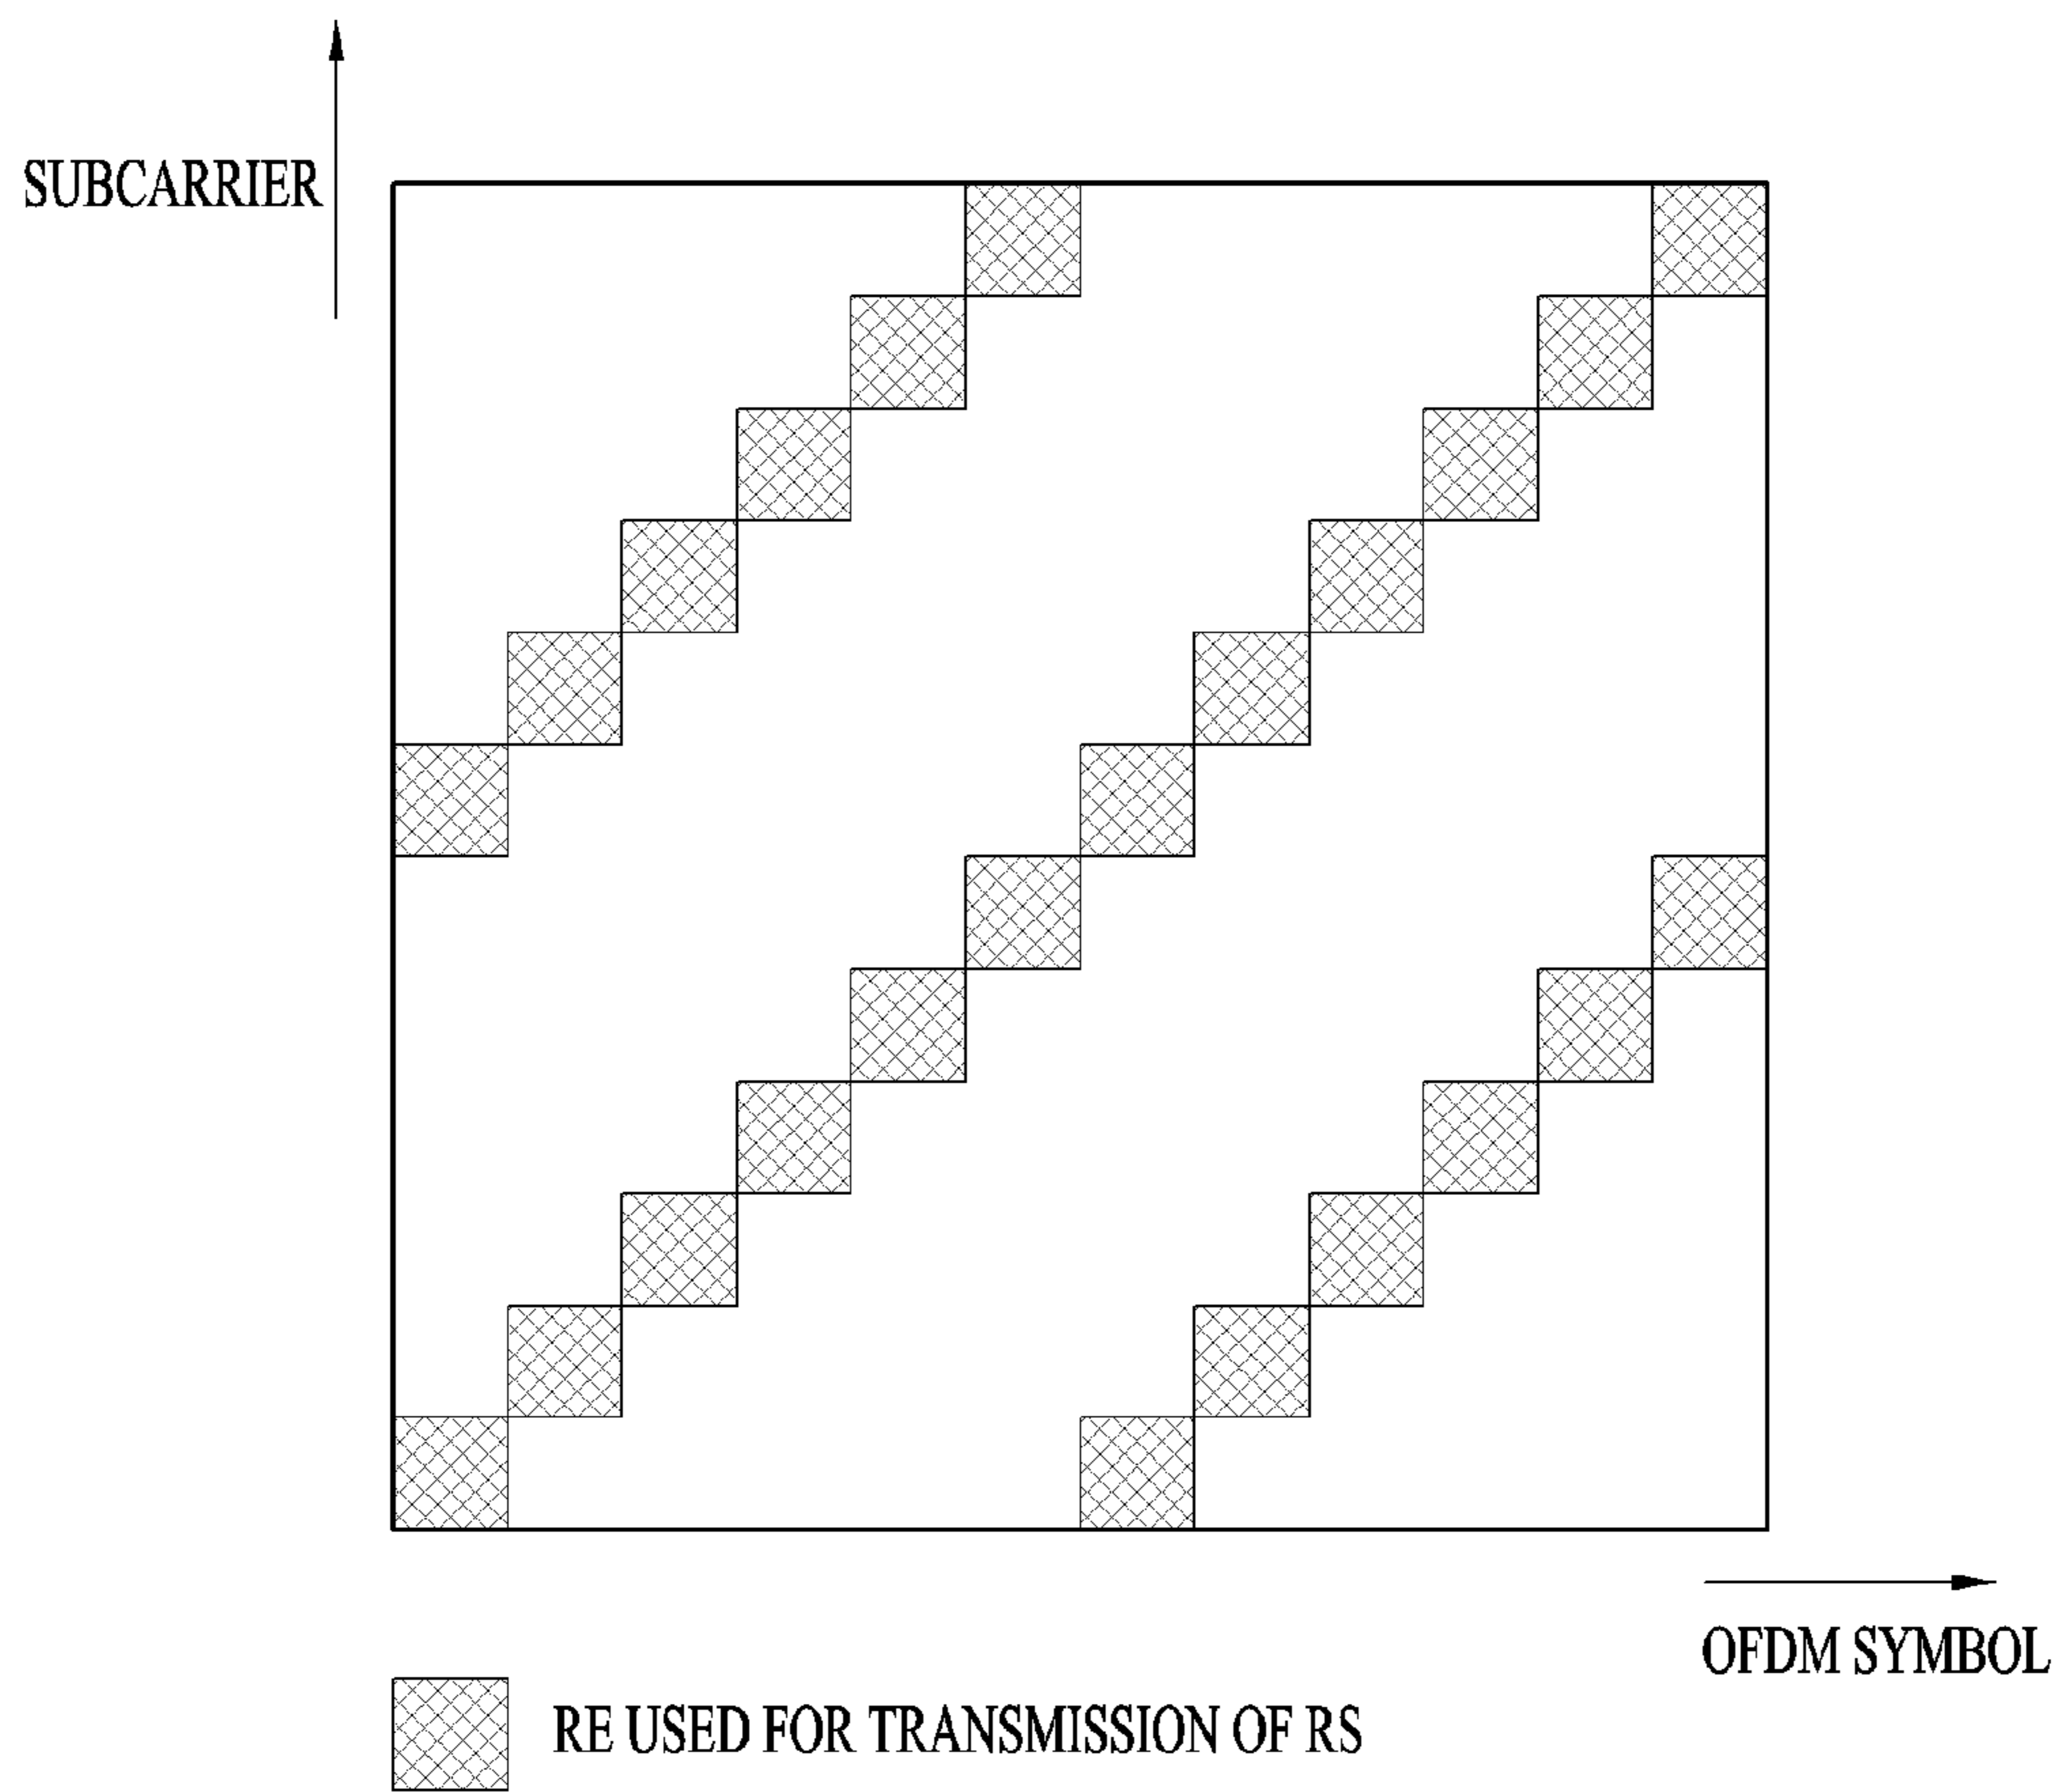 SUBCARRIER
OFDM SYMBOL
RE USED FOR TRANSMISSION OF RS